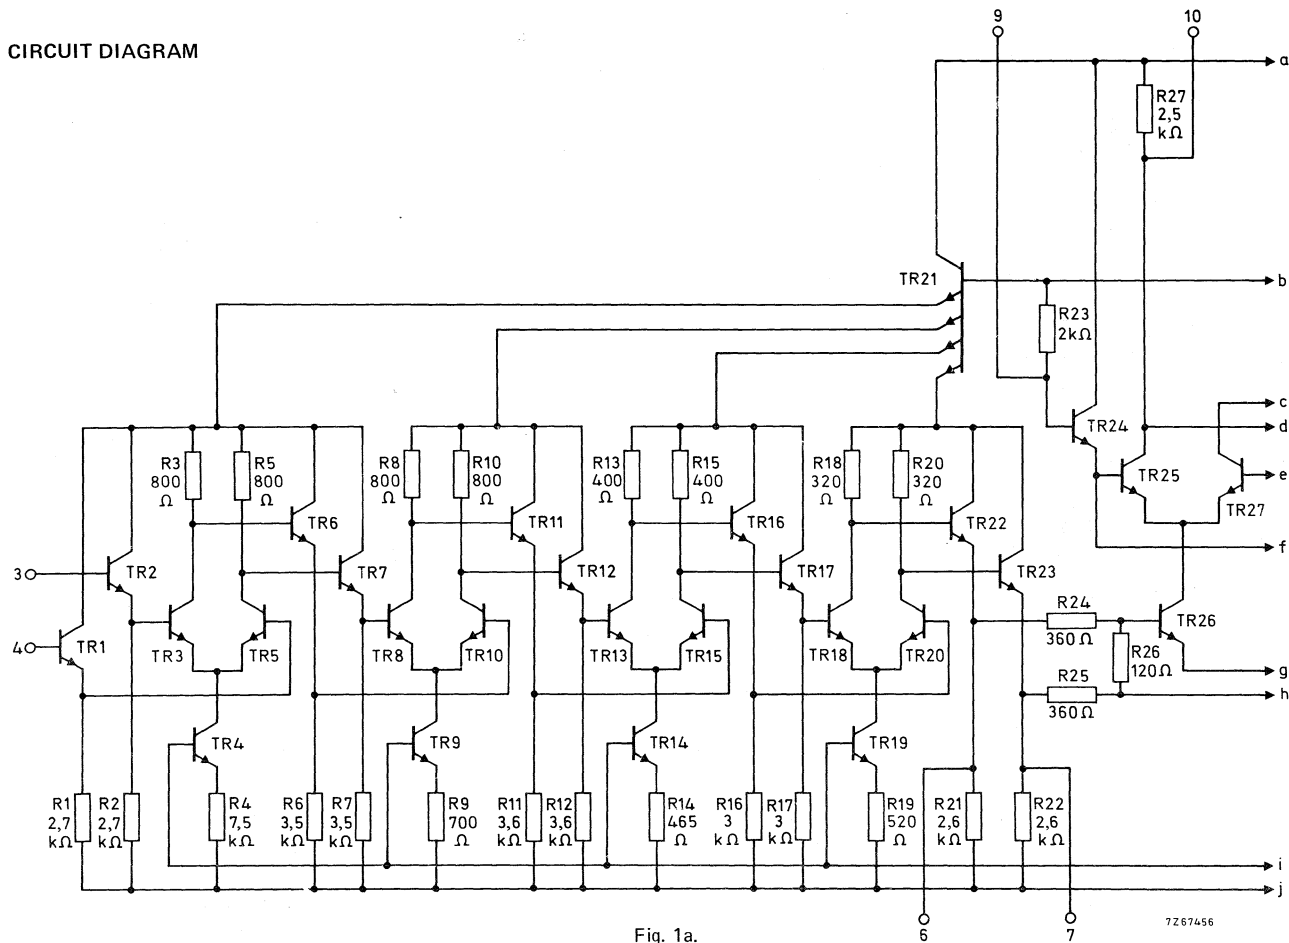 9
10
CIRCUIT DIAGRAM
a
R27
2,5
kΩ
TR21
b
R23
2kΩ
c
TR24
d
R3
800
Ω
R5
800
Ω
R8
800
Ω
R10
800
Ω
R13
400
Ω
R15
400
Ω
R18
320
Ω
R20
320
Ω
TR25
e
TR27
TR6
TR11
TR16
TR22
f
3
TR2
TR7
TR12
TR17
TR23
R24
360Ω
TR26
4
TR1
TR3
TR5
TR8
TR10
TR13
TR15
TR18
TR20
R26
120Ω
g
R25
360Ω
h
TR4
TR9
TR14
TR19
R1
2,7
kΩ
R2
2,7
kΩ
R4
7,5
kΩ
R6
3,5
kΩ
R7
3,5
kΩ
R9
700
Ω
R11
3,6
kΩ
R12
3,6
kΩ
R14
465
Ω
R16
3
kΩ
R17
3
kΩ
R19
520
Ω
R21
2,6
kΩ
R22
2,6
kΩ
i
j
6
7
7Z67456
Fig. 1a.